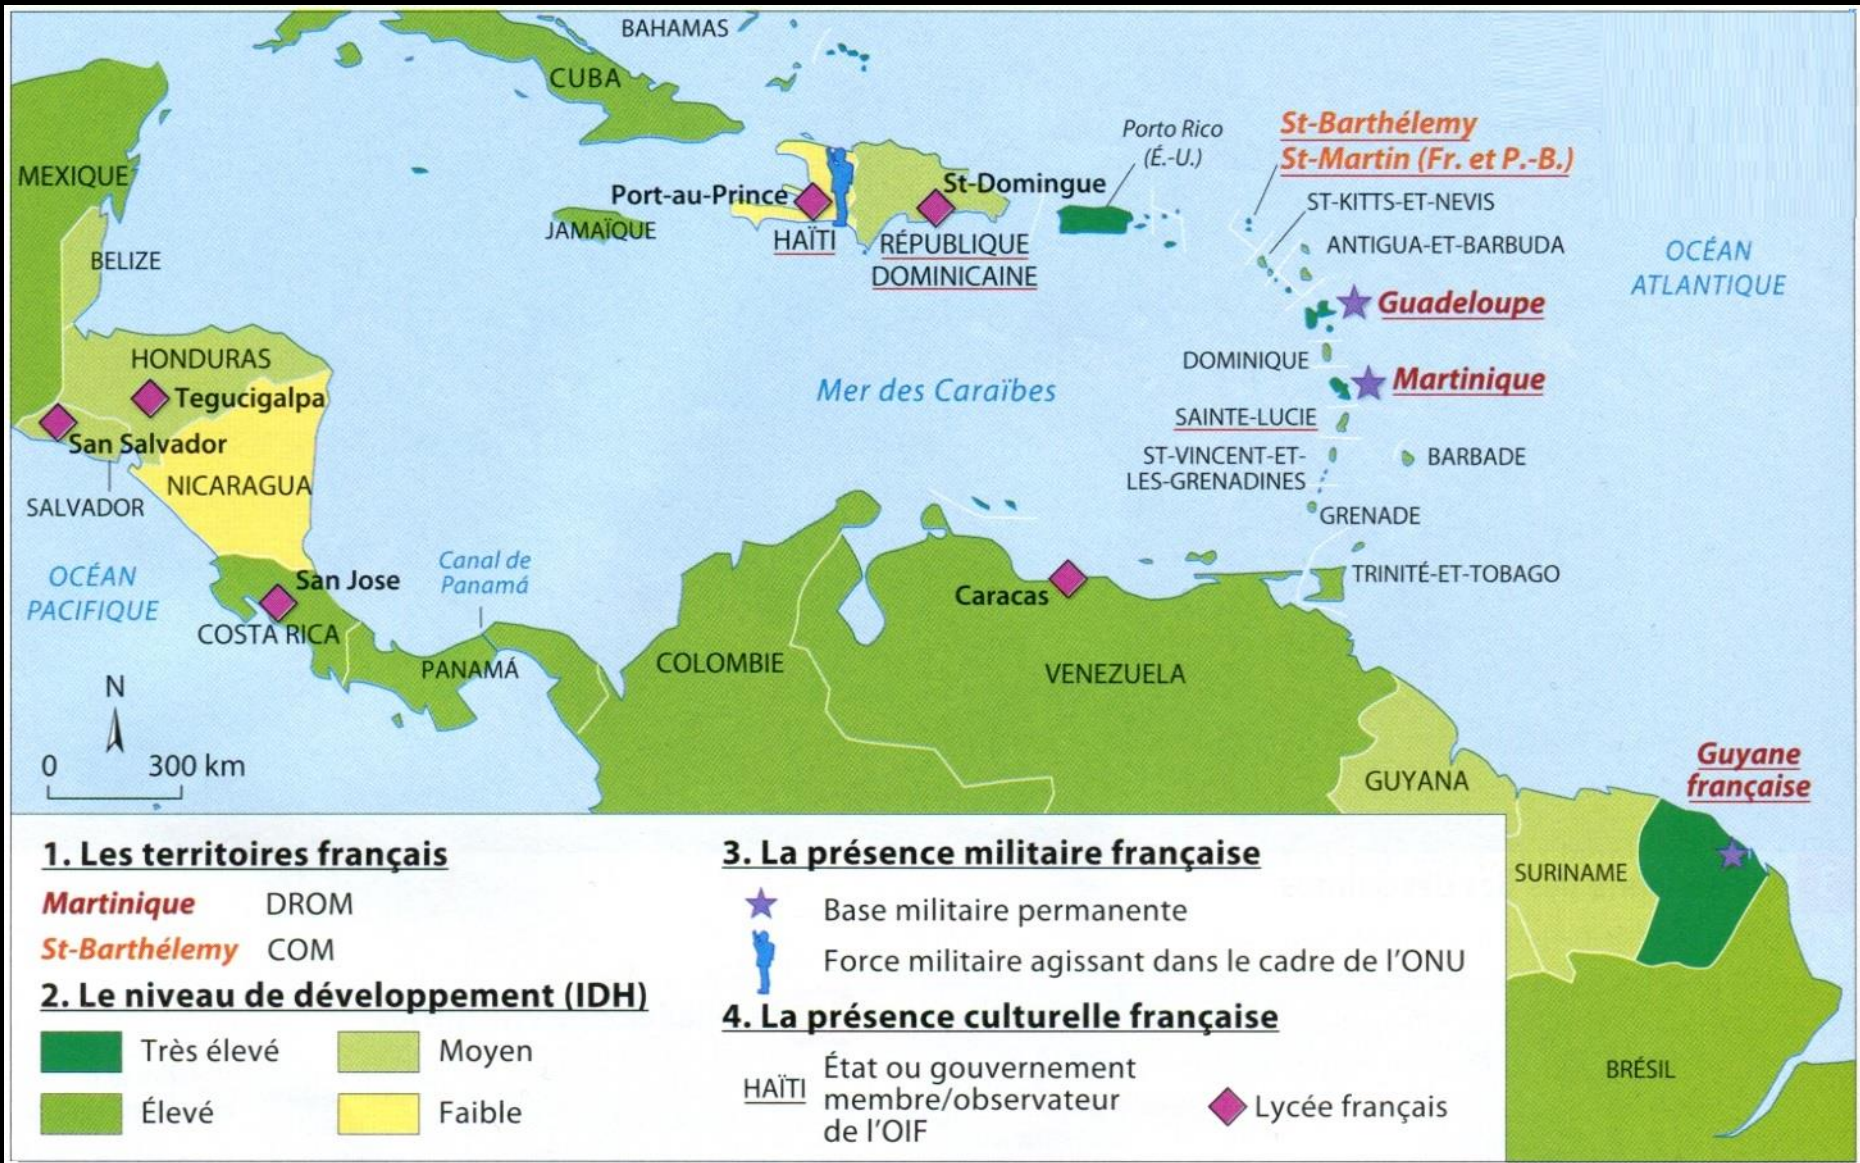 BAHAMAS
CUBA
MEXIQUE
Porto Rico
(É.-U.)
St-Barthélemy
St-Martin (Fr. et P.-B.)
Port-au-Prince
St-Domingue
ST-KITTS-ET-NEVIS
JAMAÏQUE
HAÏTI
RÉPUBLIQUE
DOMINICAINE
ANTIGUA-ET-BARBUDA
OCÉAN
ATLANTIQUE
BELIZE
Guadeloupe
HONDURAS
DOMINIQUE
Tegucigalpa
Mer des Caraïbes
Martinique
SAINTE-LUCIE
San Salvador
ST-VINCENT-ET-
LES-GRENADINES
BARBADE
NICARAGUA
SALVADOR
GRENADE
OCÉAN
PACIFIQUE
San Jose
Canal de
Panamá
Caracas
TRINITÉ-ET-TOBAGO
COSTA RICA
PANAMÁ
COLOMBIE
VENEZUELA
N
0 300 km
GUYANA
Guyane
française
SURINAME
BRÉSIL
1. Les territoires français
Martinique DROM
St-Barthélemy COM
2. Le niveau de développement (IDH)
Très élevé Moyen
Élevé Faible
3. La présence militaire française
Base militaire permanente
Force militaire agissant dans le cadre de l'ONU
4. La présence culturelle française
HAÏTI État ou gouvernement
membre/observateur
de l'OIF
Lycée français